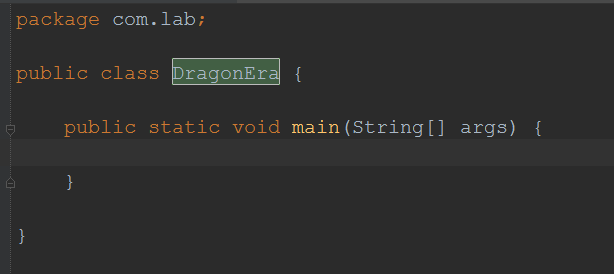 package com.lab;
public class DragonEra {
public static void main(String[] args) {
}
}